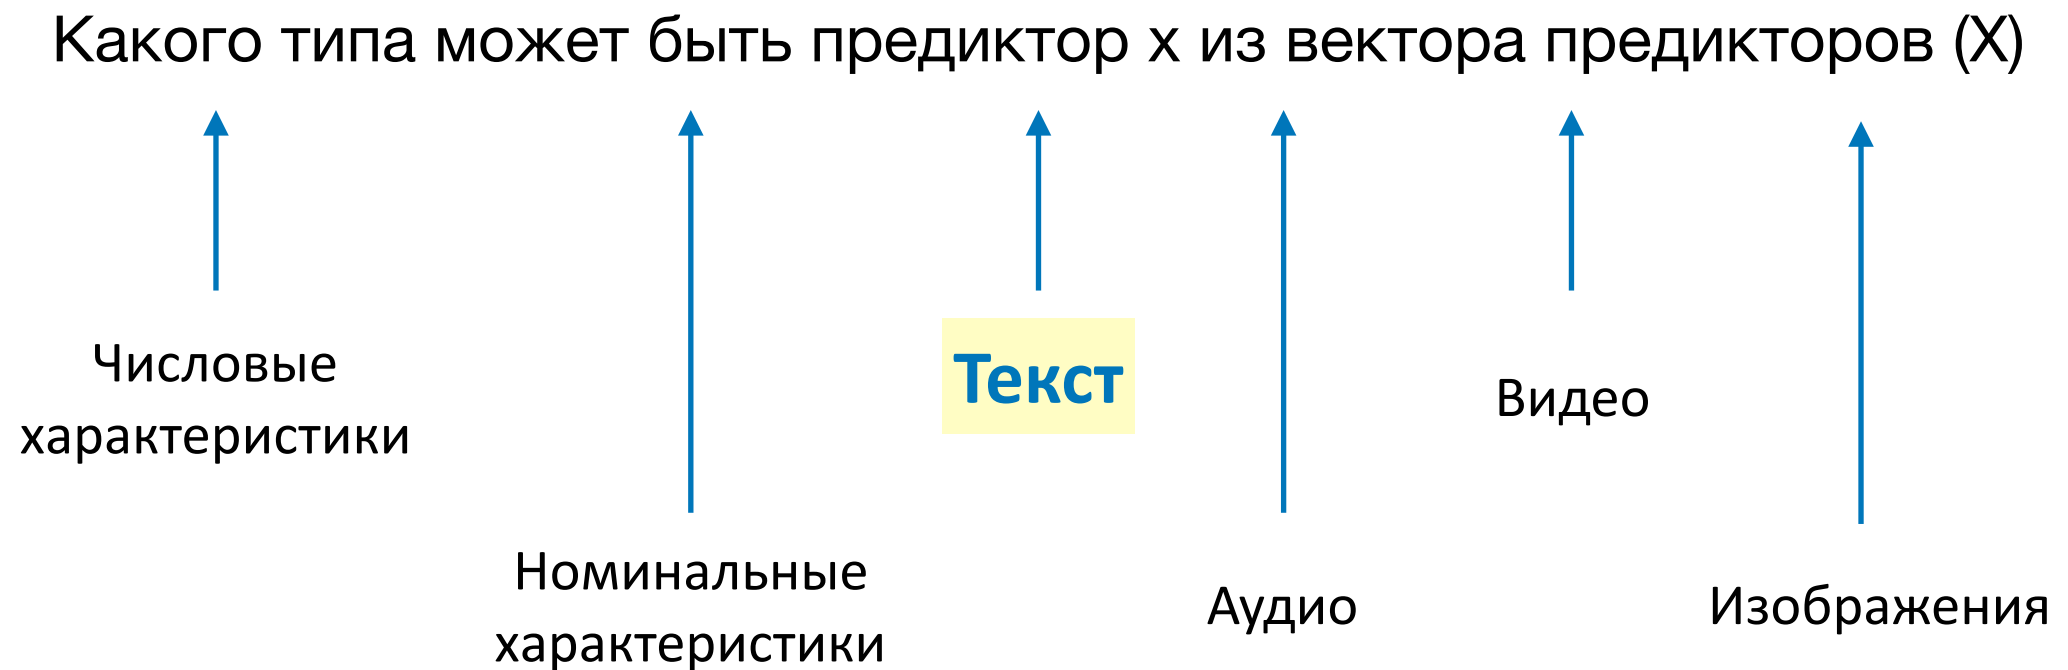 Какого типа может быть предиктор x из вектора предикторов (X)
Числовые
характеристики
Номинальные
характеристики
Текст
Аудио
Видео
Изображения